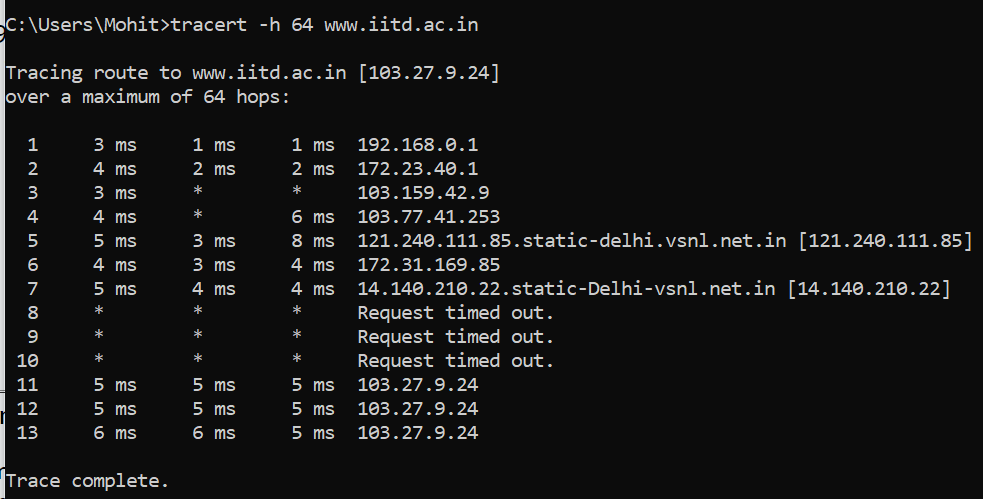 C:\Users\Mohit>tracert -h 64 www.iitd.ac.in
Tracing route to www.iitd.ac.in [103.27.9.24]
over a maximum of 64 hops:
1 3 ms 1 ms 1 ms 192.168.0.1
2 4 ms 2 ms 2 ms 172.23.40.1
3 3 ms * * 103.159.42.9
4 4 ms * 6 ms 103.77.41.253
5 5 ms 3 ms 8 ms 121.240.111.85.static-delhi.vsnl.net.in [121.240.111.85]
6 4 ms 3 ms 4 ms 172.31.169.85
7 5 ms 4 ms 4 ms 14.140.210.22.static-Delhi-vsnl.net.in [14.140.210.22]
8 * * * Request timed out.
9 * * * Request timed out.
10 * * * Request timed out.
11 5 ms 5 ms 5 ms 103.27.9.24
12 5 ms 5 ms 5 ms 103.27.9.24
13 6 ms 6 ms 5 ms 103.27.9.24
Trace complete.